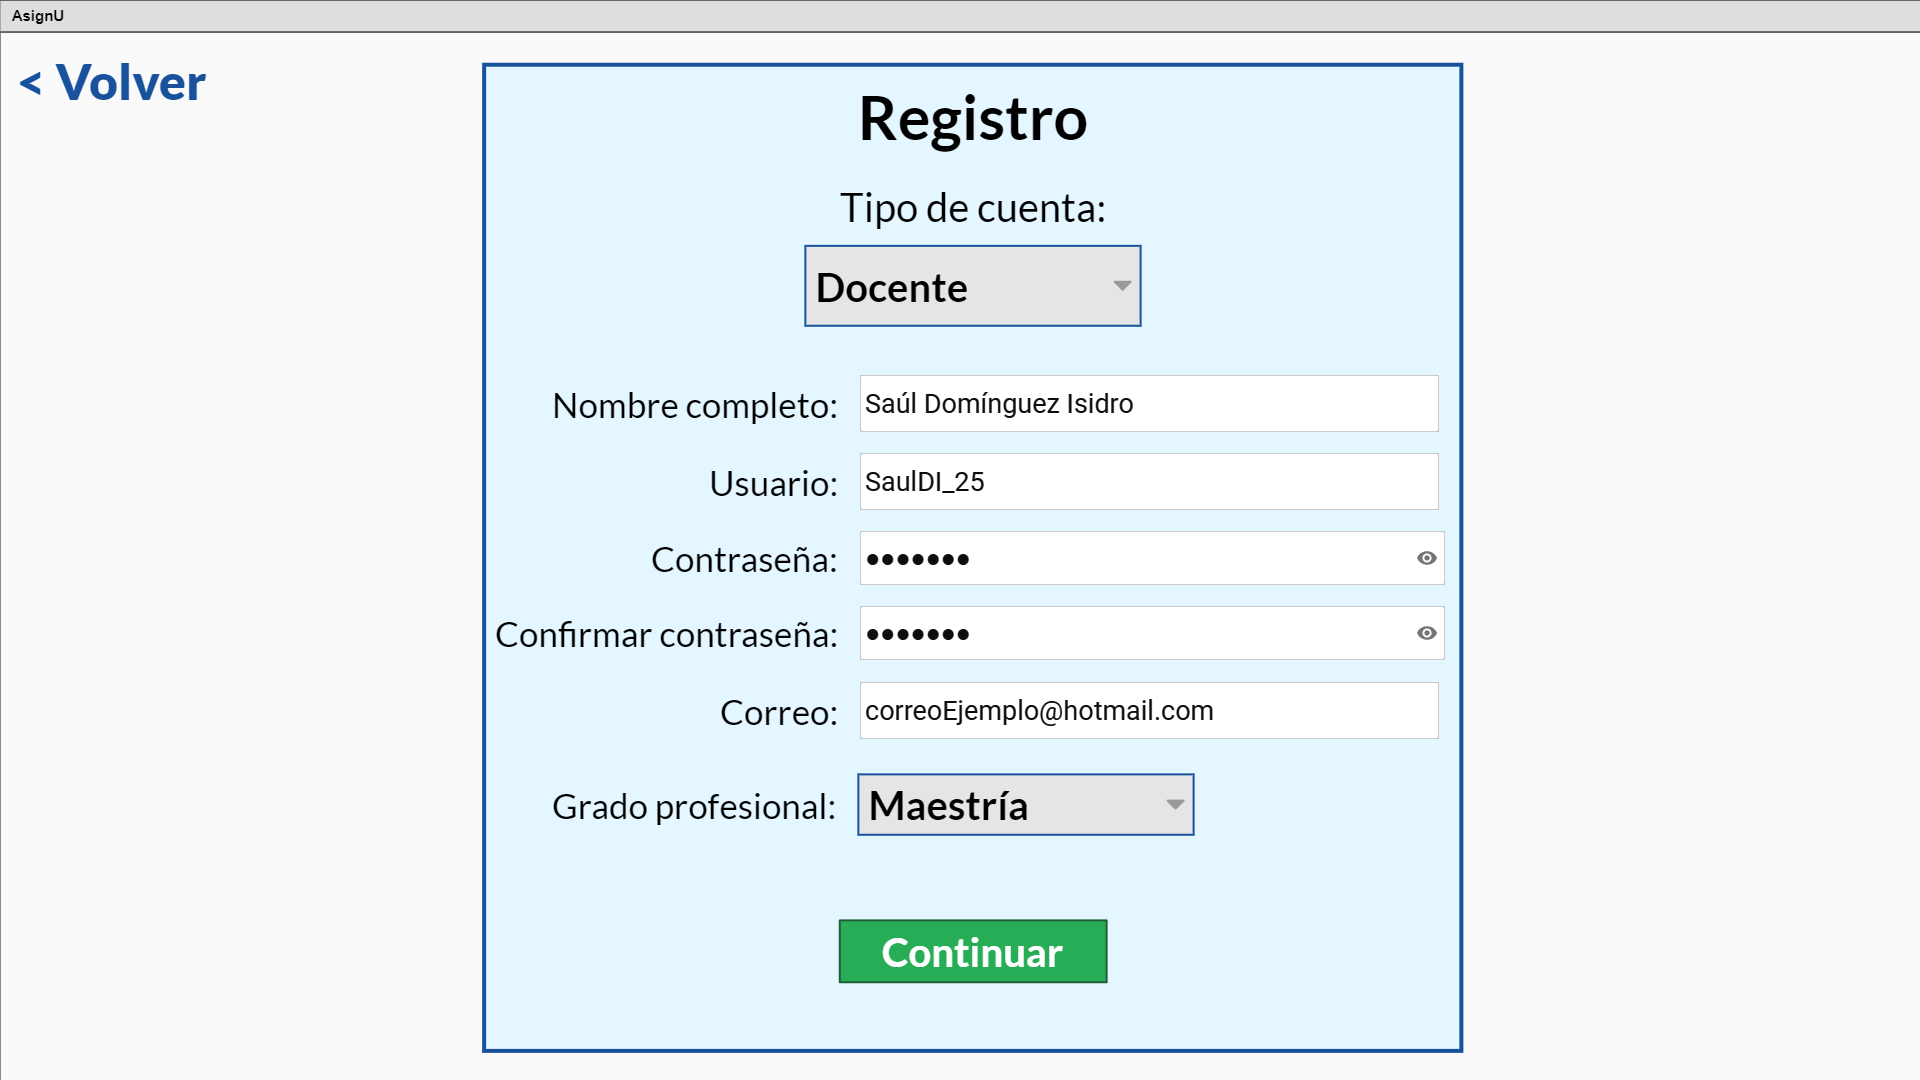 AsignU
< Volver
Registro
Tipo de cuenta:
Docente
Nombre completo: Saúl Domínguez Isidro
Usuario: SaulDI_25
Contraseña: •••••••
Confirmar contraseña: •••••••
Correo: correoEjemplo@hotmail.com
Grado profesional: Maestría
Continuar